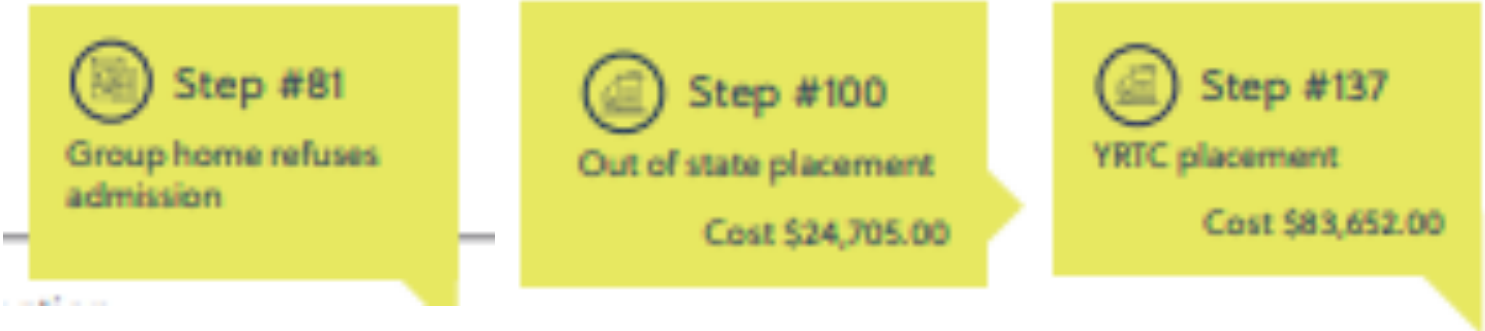 Step #81
Group home refuses
admission
Step #100
Out of state placement
Cost $24,705.00
Step #137
YRTC placement
Cost $83,652.00